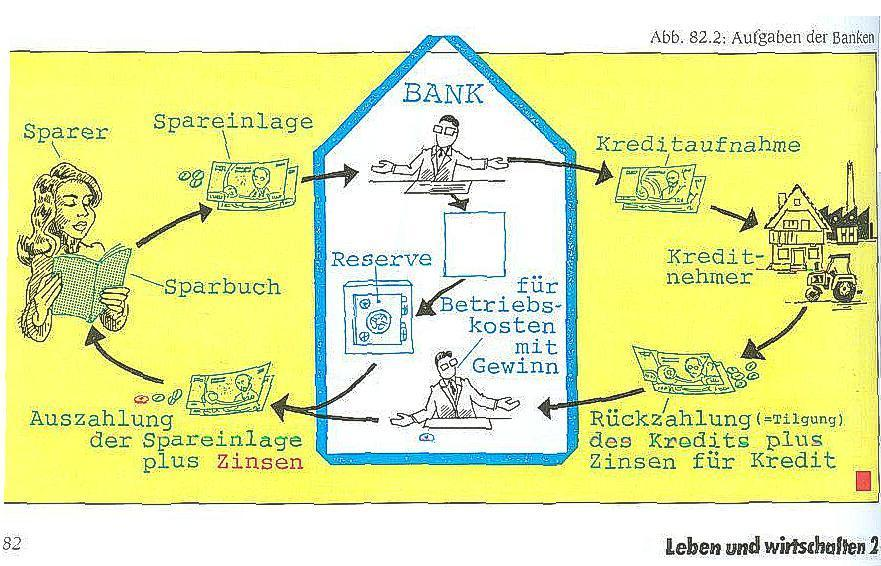 Abb. 82.2: Aufgaben der Banken
BANK
Sparer
Spareinlage
Kreditaufnahme
Sparbuch
Reserve
für
Betriebs-
kosten
mit
Gewinn
Kredit-
nehmer
Auszahlung
der Spareinlage
plus Zinsen
Rückzahlung (=Tilgung)
des Kredits plus
Zinsen für Kredit
82
Leben und wirtschaften 2